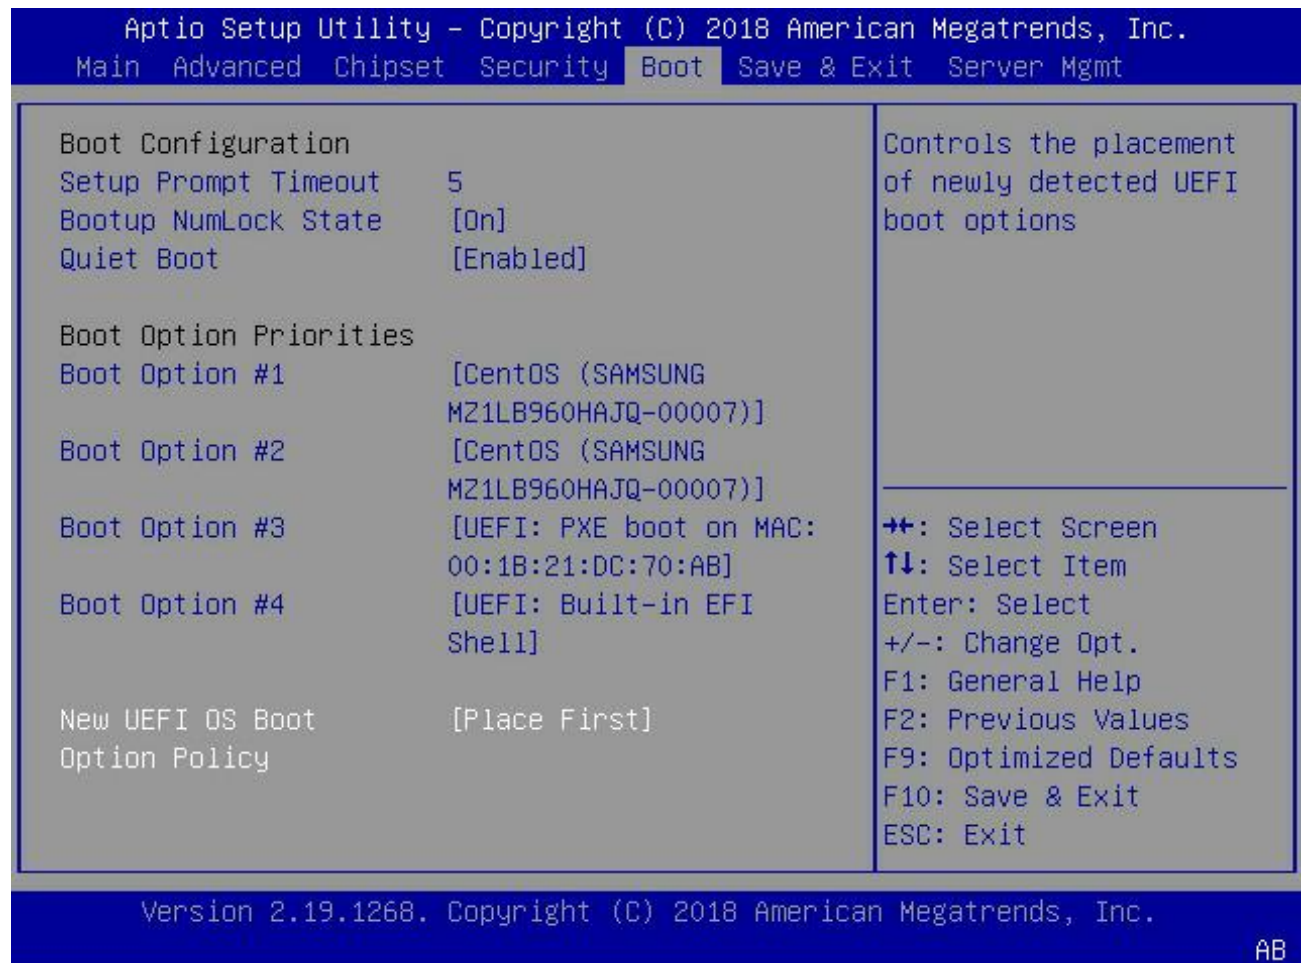 Aptio Setup Utility – Copyright (C) 2018 American Megatrends, Inc.
Main Advanced Chipset Security Boot Save & Exit Server Mgmt
Boot Configuration
Setup Prompt Timeout 5
Bootup NumLock State [On]
Quiet Boot [Enabled]
Boot Option Priorities
Boot Option #1 [CentOS (SAMSUNG
MZ1LB960HAJQ-00007)]
Boot Option #2 [CentOS (SAMSUNG
MZ1LB960HAJQ-00007)]
Boot Option #3 [UEFI: PXE boot on MAC:
00:1B:21:DC:70:AB]
Boot Option #4 [UEFI: Built-in EFI
Shell]
New UEFI OS Boot [Place First]
Option Policy
Controls the placement
of newly detected UEFI
boot options
→←: Select Screen
↑↓: Select Item
Enter: Select
+/-: Change Opt.
F1: General Help
F2: Previous Values
F9: Optimized Defaults
F10: Save & Exit
ESC: Exit
Version 2.19.1268. Copyright (C) 2018 American Megatrends, Inc.
AB